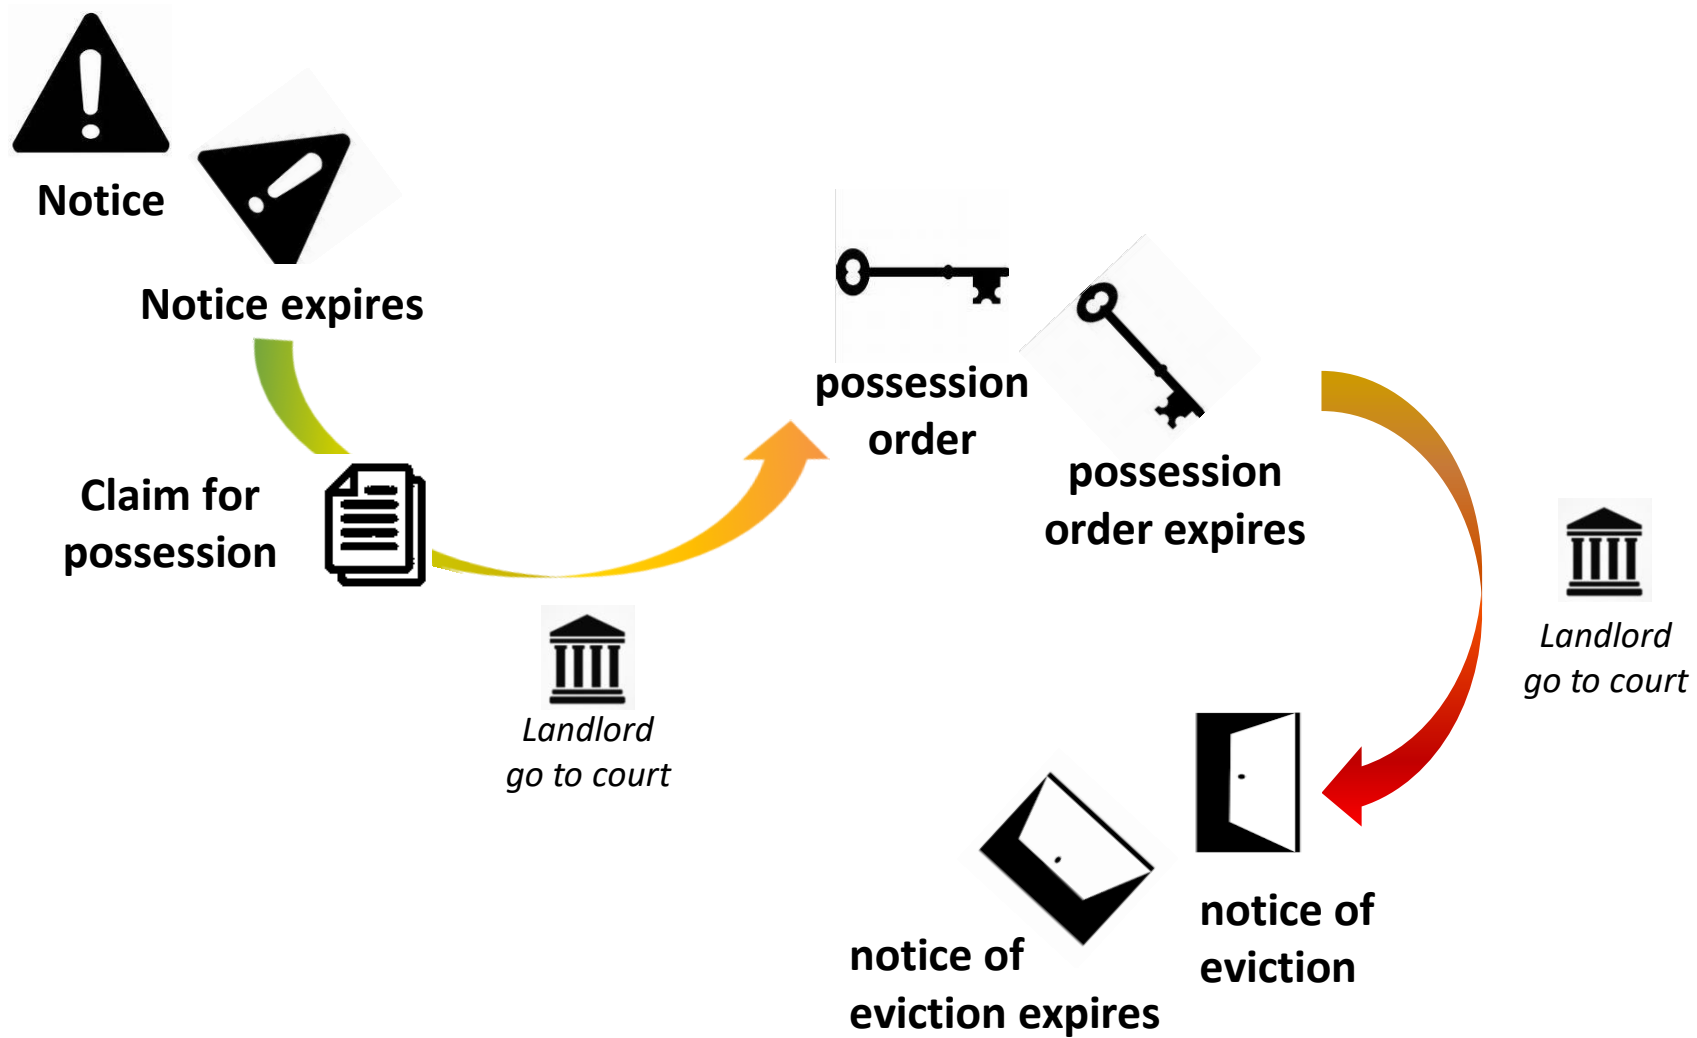 Notice
Notice expires
Claim for
possession
Landlord
go to court
possession
order
possession
order expires
Landlord
go to court
notice of
eviction
notice of
eviction expires